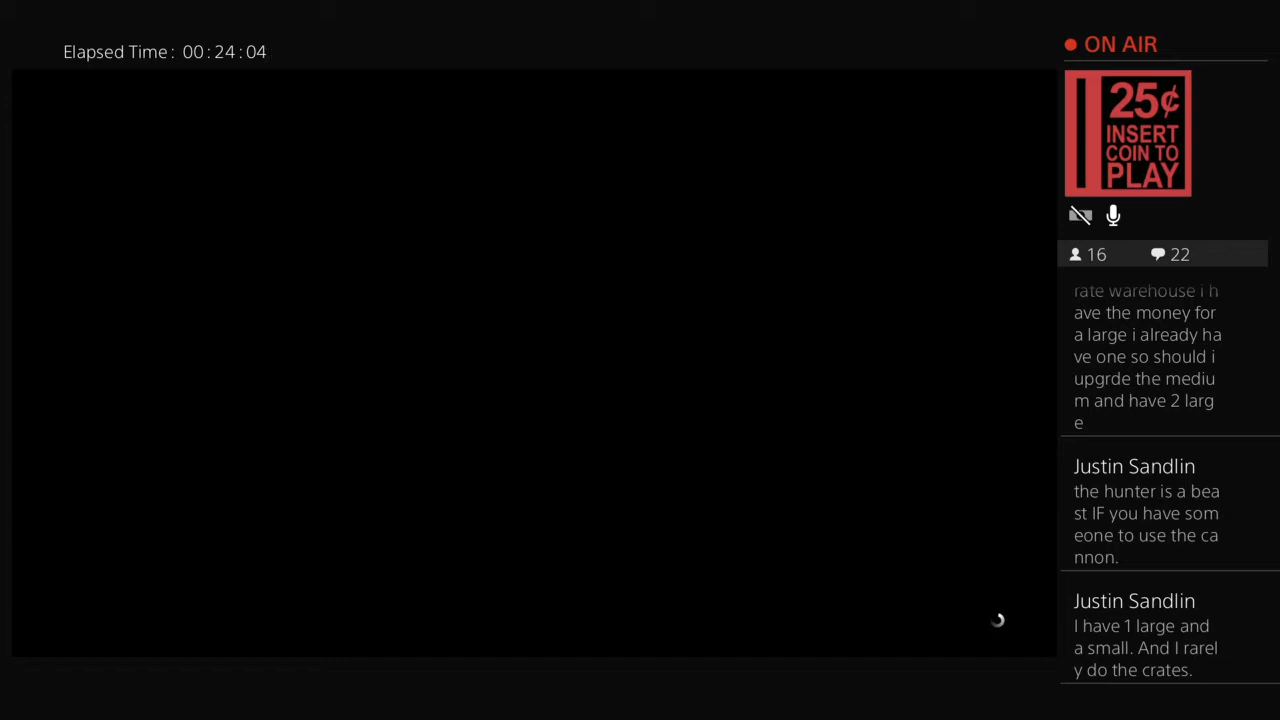 Elapsed Time: 00:24:04
ON AIR
25¢
INSERT
COIN TO
PLAY
16 22
rate warehouse i h
ave the money for
a large i already ha
ve one so should i
upgrde the mediu
m and have 2 larg
e
Justin Sandlin
the hunter is a bea
st IF you have som
eone to use the ca
nnon.
Justin Sandlin
I have 1 large and
a small. And I rarel
y do the crates.